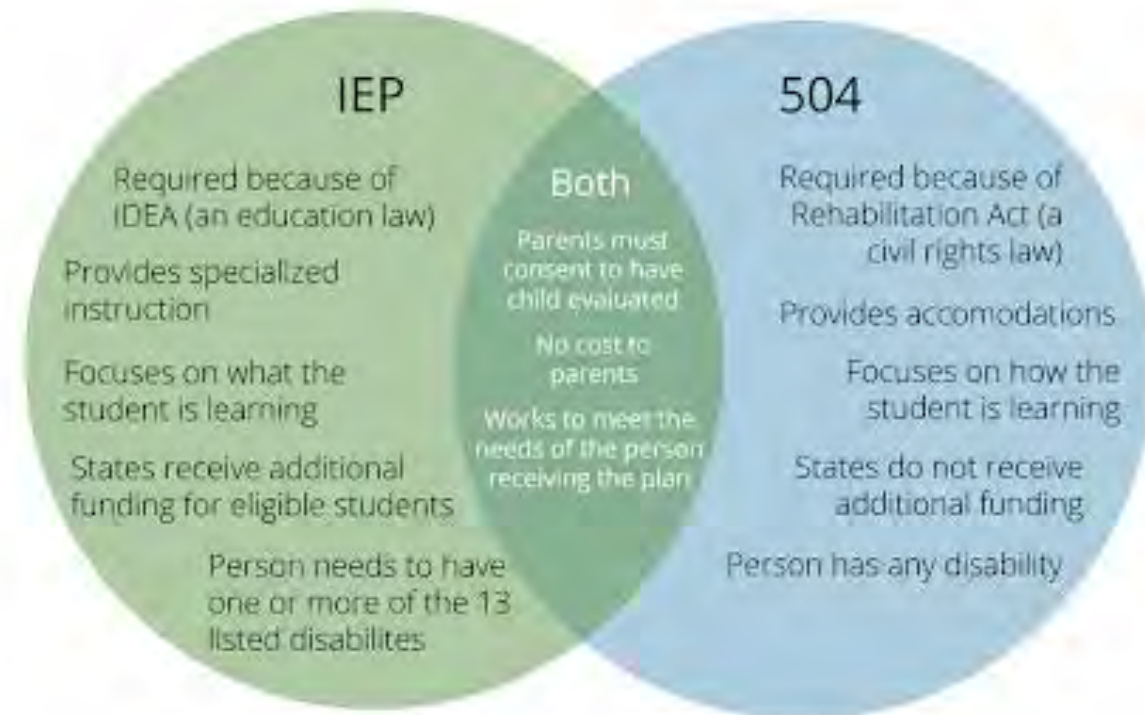 IEP
Required because of
IDEA (an education law)
Provides specialized
instruction
Focuses on what the
student is learning
States receive additional
funding for eligible students
Person needs to have
one or more of the 13
listed disabilites
Both
Parents must
consent to have
child evaluated
No cost to
parents
Works to meet the
needs of the person
receiving the plan
504
Required because of
Rehabilitation Act (a
civil rights law)
Provides accomodations
Focuses on how the
student is learning
States do not receive
additional funding
Person has any disability